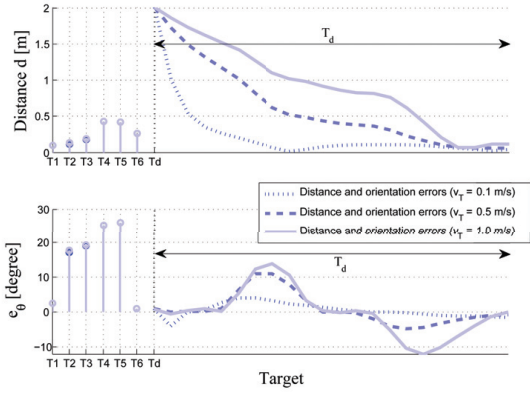 2
1.5
1
0.5
0
Distance d [m]
T_d
T1 T2 T3 T4 T5 T6 Td
Distance and orientation errors (v_T = 0.1 m/s)
Distance and orientation errors (v_T = 0.5 m/s)
Distance and orientation errors (v_T = 1.0 m/s)
30
20
10
0
−10
e_θ [degree]
T_d
T1 T2 T3 T4 T5 T6 Td
Target